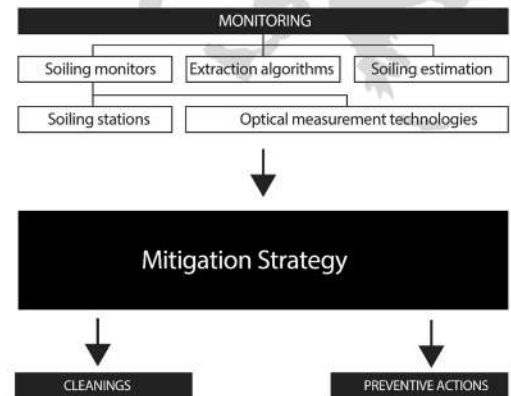 MONITORING
Soiling monitors
Extraction algorithms
Soiling estimation
Soiling stations
Optical measurement technologies
Mitigation Strategy
CLEANINGS
PREVENTIVE ACTIONS